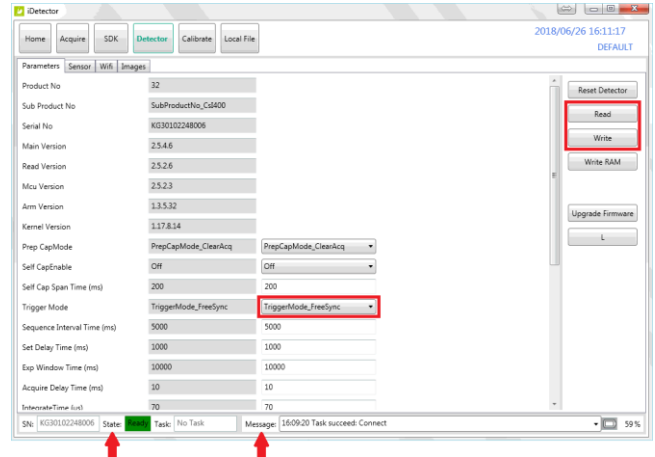 iDetector
Home Acquire SDK Detector Calibrate Local File
2018/06/26 16:11:17
DEFAULT
Parameters Sensor Wifi Images
Product No 32
Sub Product No SubProductNo_CsI400
Serial No KG30102248006
Main Version 2.5.4.6
Read Version 2.5.2.6
Mcu Version 2.5.2.3
Arm Version 1.3.5.32
Kernel Version 1.17.8.14
Prep CapMode PrepCapMode_ClearAcq PrepCapMode_ClearAcq
Self CapEnable Off Off
Self Cap Span Time (ms) 200 200
Trigger Mode TriggerMode_FreeSync TriggerMode_FreeSync
Sequence Interval Time (ms) 5000 5000
Set Delay Time (ms) 1000 1000
Exp Window Time (ms) 10000 10000
Acquire Delay Time (ms) 10 10
IntegrateTime (us) 70 70
Reset Detector
Read
Write
Write RAM
Upgrade Firmware
L
SN: KG30102248006 State: Ready Task: No Task Message: 16:09:20 Task succeed: Connect 59%